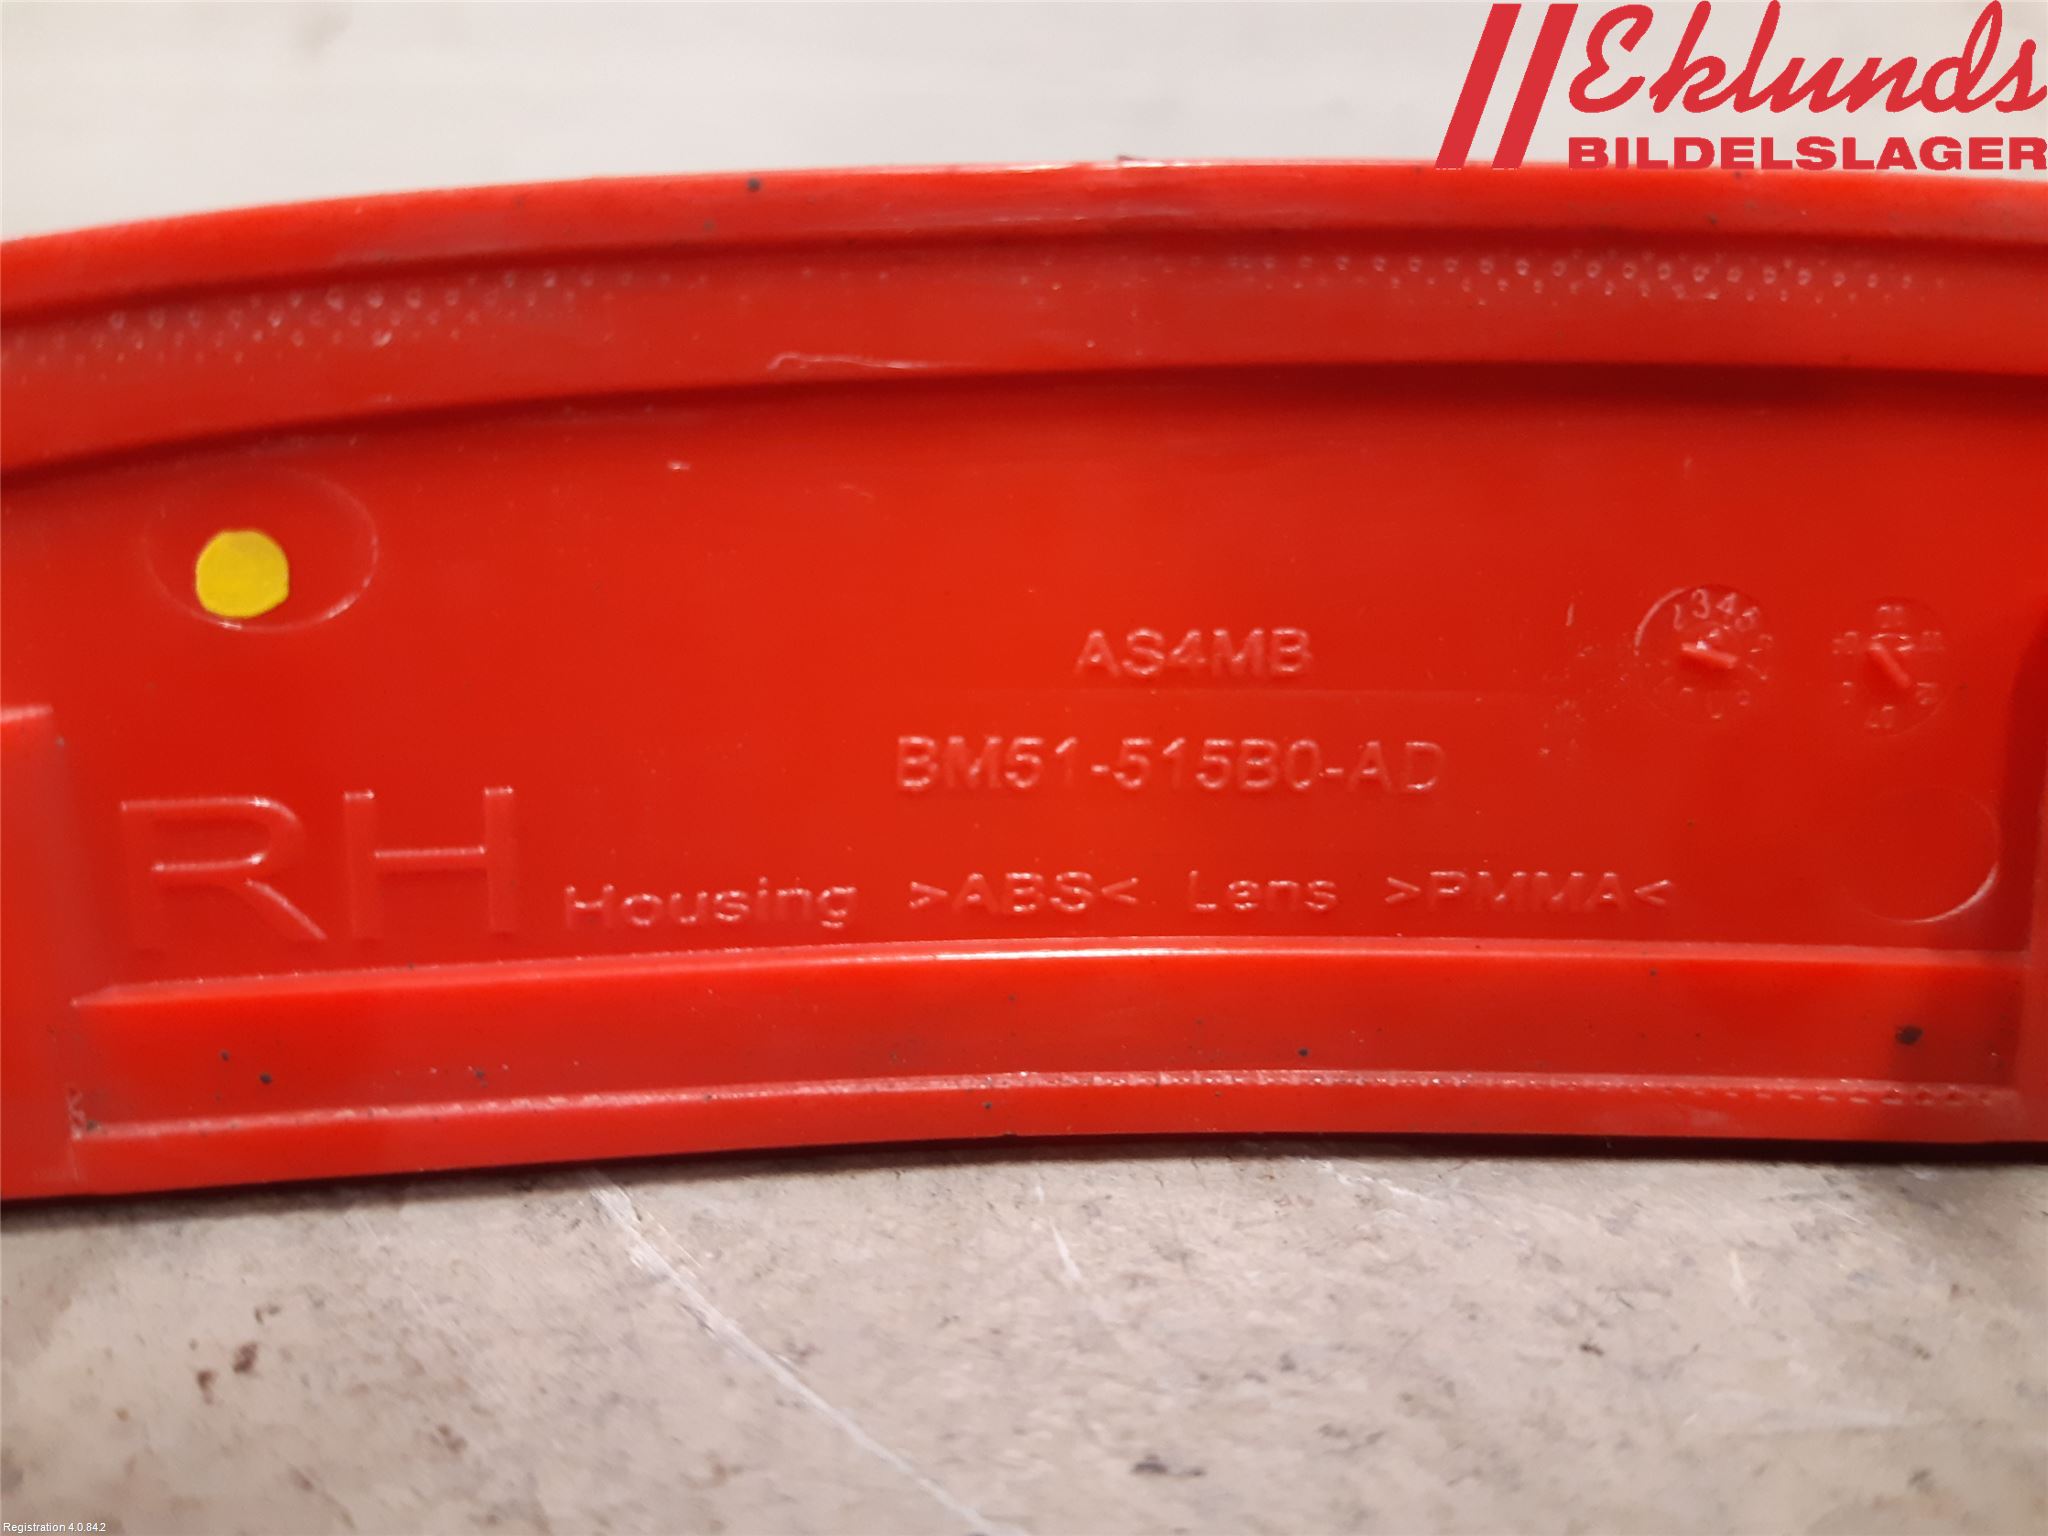 Eklunds
BILDELSLAGER
AS4MB
BM51-515B0-AD
RH Housing >ABS< Lens >PMMA<
Registration 4.0.84.2